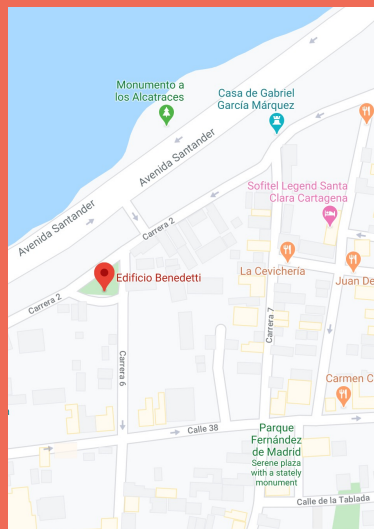 Monumento a
los Alcatraces
Casa de Gabriel
García Márquez
Avenida Santander
Avenida Santander
Sofitel Legend Santa
Clara Cartagena
Carrera 2
La Cevichería
Juan De
Edificio Benedetti
Carrera 2
Carrera 6
Carrera 7
Carmen C
Calle 38
Parque
Fernández
de Madrid
Serene plaza
with a stately
monument
Calle de la Tablada